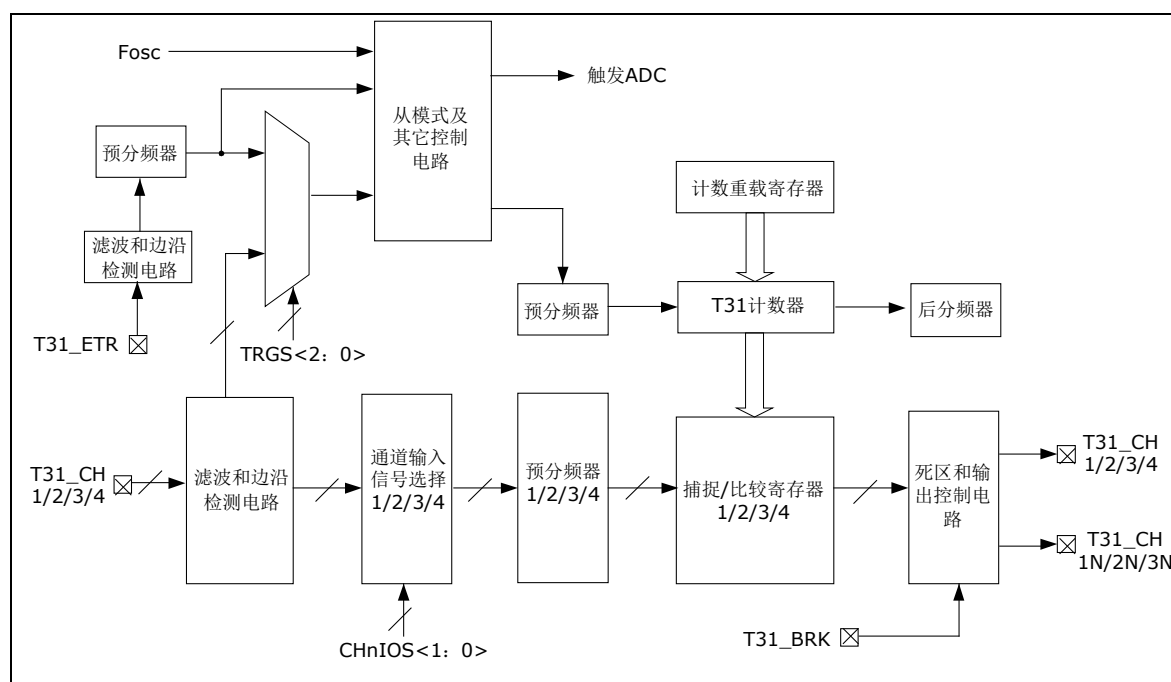 Fosc
触发ADC
从模式及
其它控制
电路
预分频器
计数重载寄存器
滤波和边沿
检测电路
预分频器
T31计数器
后分频器
T31_ETR
TRGS<2：0>
T31_CH
1/2/3/4
滤波和边沿
检测电路
通道输入
信号选择
1/2/3/4
预分频器
1/2/3/4
捕捉/比较寄存器
1/2/3/4
死区和输
出控制电
路
T31_CH
1/2/3/4
T31_CH
1N/2N/3N
CHnIOS<1：0>
T31_BRK